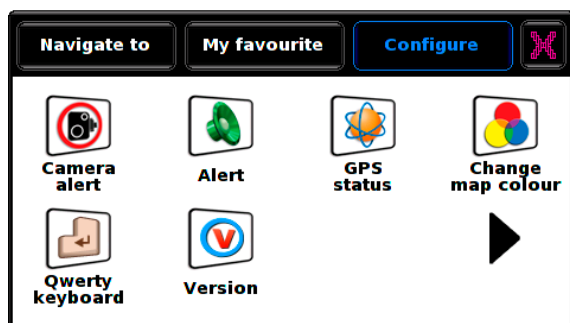 Navigate to
My favourite
Configure
Camera
alert
Alert
GPS
status
Change
map colour
Qwerty
keyboard
V
Version